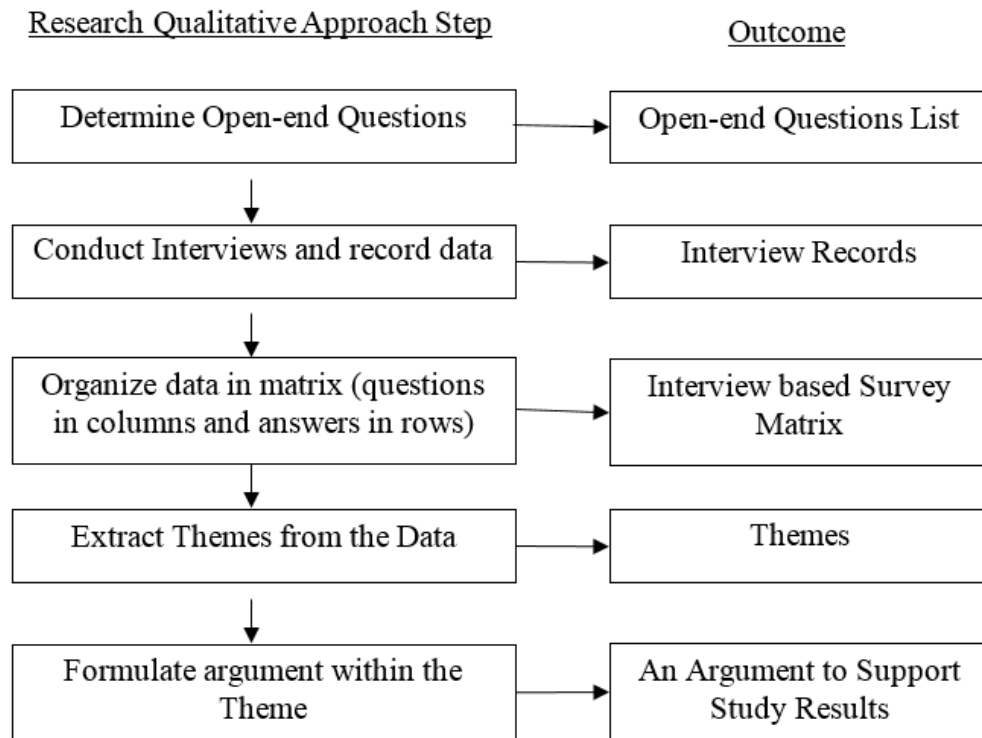 Research Qualitative Approach Step
Outcome
Determine Open-end Questions
Open-end Questions List
Conduct Interviews and record data
Interview Records
Organize data in matrix (questions
in columns and answers in rows)
Interview based Survey
Matrix
Extract Themes from the Data
Themes
Formulate argument within the
Theme
An Argument to Support
Study Results